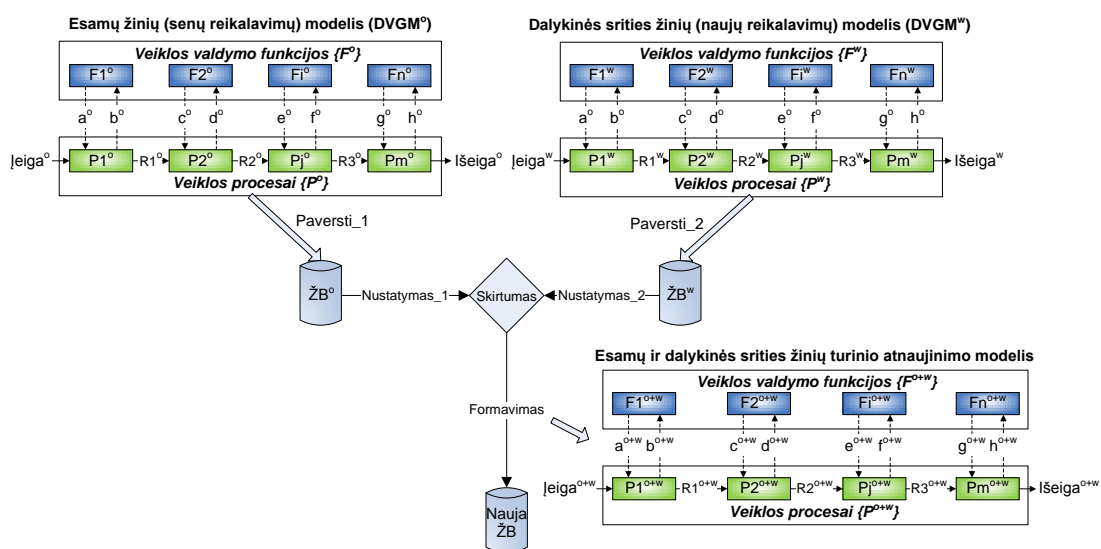 Esamų žinių (senų reikalavimų) modelis (DVGMᵒ)
Veiklos valdymo funkcijos {Fᵒ}
F1ᵒ F2ᵒ Fiᵒ Fnᵒ
aᵒ bᵒ cᵒ dᵒ eᵒ fᵒ gᵒ hᵒ
Įeigaᵒ P1ᵒ R1ᵒ P2ᵒ R2ᵒ Pjᵒ R3ᵒ Pmᵒ Išeigaᵒ
Veiklos procesai {Pᵒ}
Dalykinės srities žinių (naujų reikalavimų) modelis (DVGMʷ)
Veiklos valdymo funkcijos {Fʷ}
F1ʷ F2ʷ Fiʷ Fnʷ
aᵒ bᵒ cᵒ dᵒ eᵒ fᵒ gᵒ hᵒ
Įeigaʷ P1ʷ R1ʷ P2ʷ R2ʷ Pjʷ R3ʷ Pmʷ Išeigaʷ
Veiklos procesai {Pʷ}
Paversti_1
Paversti_2
ŽBᵒ Nustatymas_1 Skirtumas Nustatymas_2 ŽBʷ
Formavimas
Nauja
ŽB
Esamų ir dalykinės srities žinių turinio atnaujinimo modelis
Veiklos valdymo funkcijos {Fᵒ⁺ʷ}
F1ᵒ⁺ʷ F2ᵒ⁺ʷ Fiᵒ⁺ʷ Fnᵒ⁺ʷ
aᵒ⁺ʷ bᵒ⁺ʷ cᵒ⁺ʷ dᵒ⁺ʷ eᵒ⁺ʷ fᵒ⁺ʷ gᵒ⁺ʷ hᵒ⁺ʷ
Įeigaᵒ⁺ʷ P1ᵒ⁺ʷ R1ᵒ⁺ʷ P2ᵒ⁺ʷ R2ᵒ⁺ʷ Pjᵒ⁺ʷ R3ᵒ⁺ʷ Pmᵒ⁺ʷ Išeigaᵒ⁺ʷ
Veiklos procesai {Pᵒ⁺ʷ}